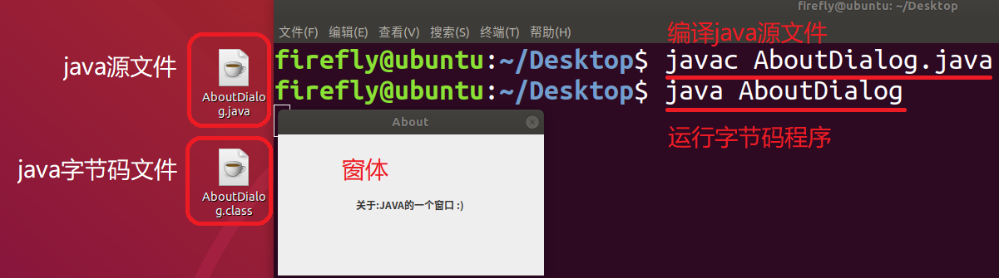 firefly@ubuntu: ~/Desktop
文件(F) 编辑(E) 查看(V) 搜索(S) 终端(T) 帮助(H)
编译java源文件
java源文件
AboutDialo
g.java
firefly@ubuntu:~/Desktop$ javac AboutDialog.java
firefly@ubuntu:~/Desktop$ java AboutDialog
About
运行字节码程序
java字节码文件
AboutDialo
g.class
窗体
关于:JAVA的一个窗口 :)